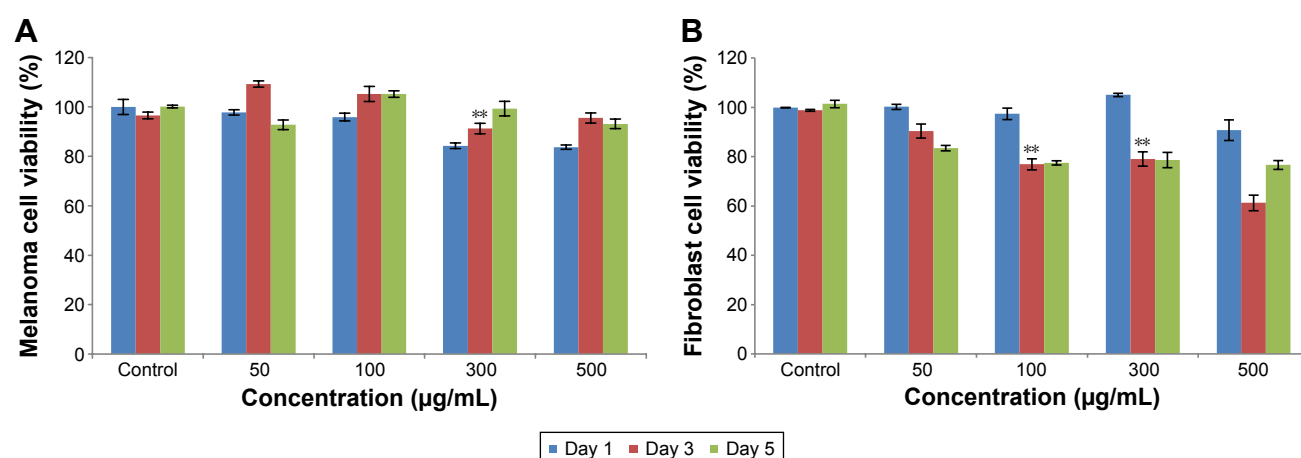 A
Melanoma cell viability (%)
120
100
80
60
40
20
0
**
Control 50 100 300 500
Concentration (µg/mL)
B
Fibroblast cell viability (%)
120
100
80
60
40
20
0
** **
Control 50 100 300 500
Concentration (µg/mL)
Day 1 Day 3 Day 5